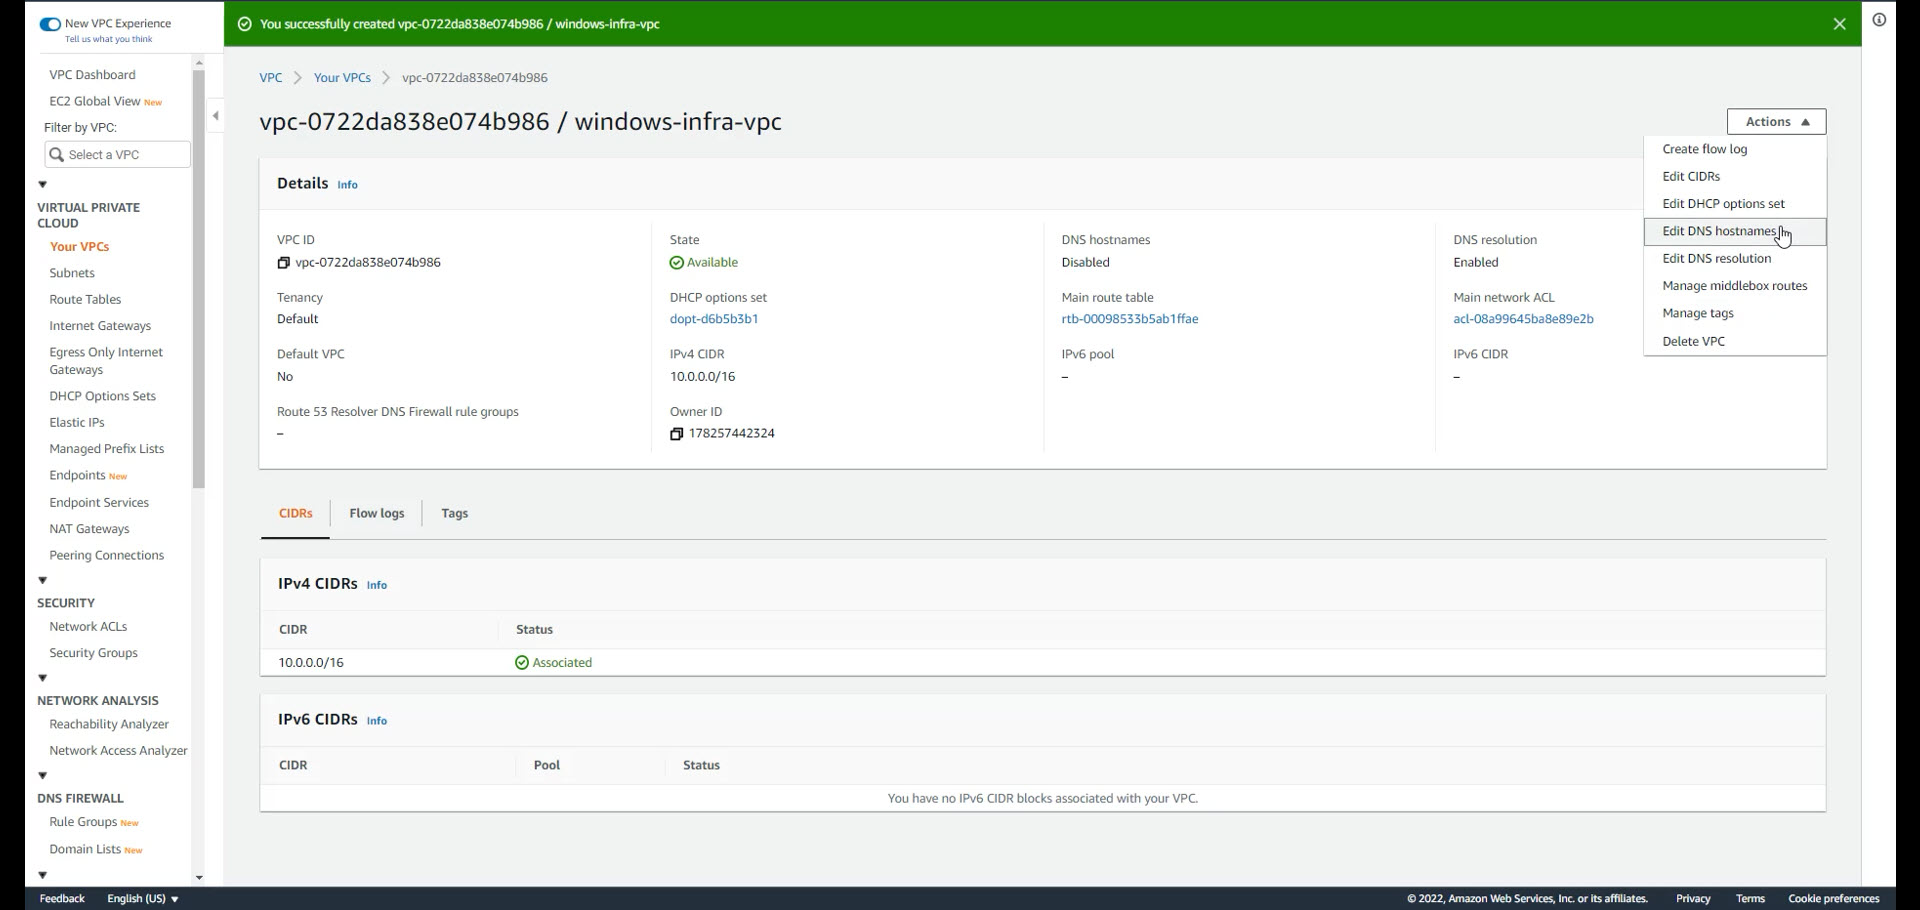 New VPC Experience
Tell us what you think
You successfully created vpc-0722da838e074b986 / windows-infra-vpc
VPC Dashboard
EC2 Global View New
Filter by VPC:
Select a VPC
VIRTUAL PRIVATE
CLOUD
Your VPCs
Subnets
Route Tables
Internet Gateways
Egress Only Internet
Gateways
DHCP Options Sets
Elastic IPs
Managed Prefix Lists
Endpoints New
Endpoint Services
NAT Gateways
Peering Connections
SECURITY
Network ACLs
Security Groups
NETWORK ANALYSIS
Reachability Analyzer
Network Access Analyzer
DNS FIREWALL
Rule Groups New
Domain Lists New
VPC Your VPCs vpc-0722da838e074b986
vpc-0722da838e074b986 / windows-infra-vpc
Actions
Create flow log
Edit CIDRs
Edit DHCP options set
Edit DNS hostnames
Edit DNS resolution
Manage middlebox routes
Manage tags
Delete VPC
Details Info
VPC ID State DNS hostnames DNS resolution
vpc-0722da838e074b986 Available Disabled Enabled
Tenancy DHCP options set Main route table Main network ACL
Default dopt-d6b5b3b1 rtb-00098533b5ab1ffae acl-08a99645ba8e89e2b
Default VPC IPv4 CIDR IPv6 pool IPv6 CIDR
No 10.0.0.0/16 – –
Route 53 Resolver DNS Firewall rule groups Owner ID
– 178257442324
CIDRs Flow logs Tags
IPv4 CIDRs Info
CIDR Status
10.0.0.0/16 Associated
IPv6 CIDRs Info
CIDR Pool Status
You have no IPv6 CIDR blocks associated with your VPC.
Feedback English (US) © 2022, Amazon Web Services, Inc. or its affiliates. Privacy Terms Cookie preferences